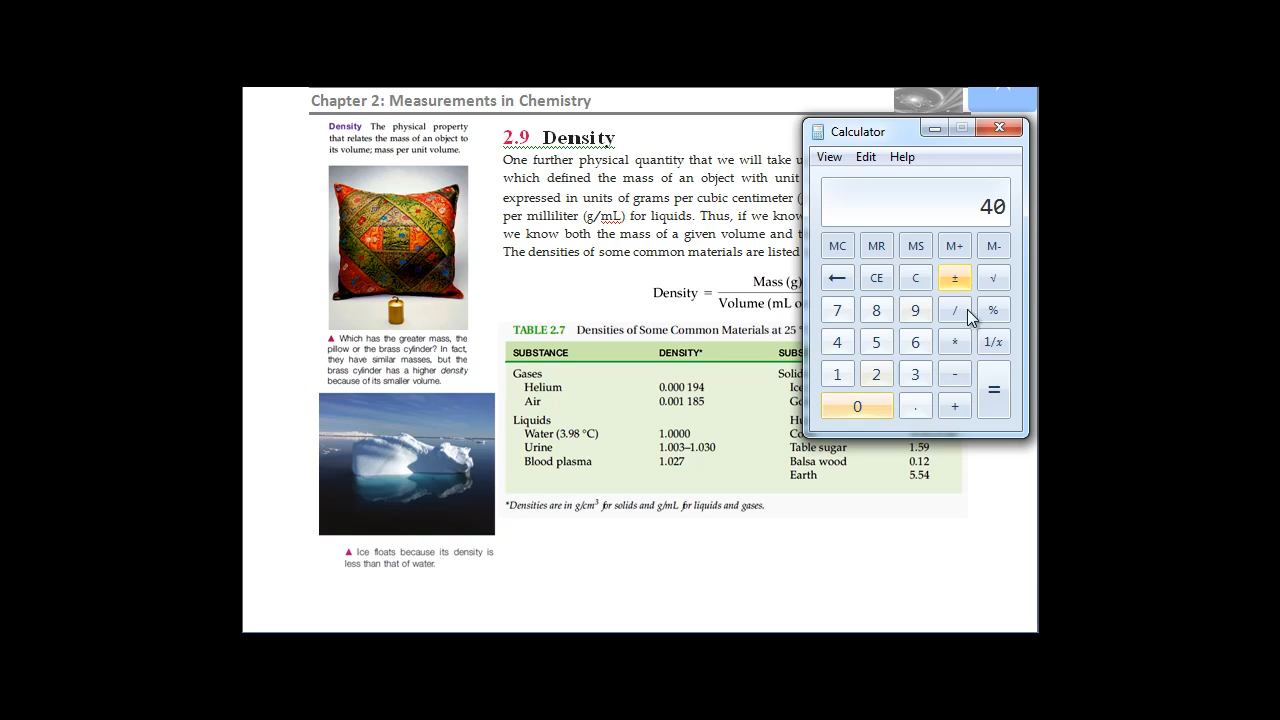 Chapter 2: Measurements in Chemistry
Density The physical property
that relates the mass of an object to
its volume; mass per unit volume.
▲ Which has the greater mass, the
pillow or the brass cylinder? In fact,
they have similar masses, but the
brass cylinder has a higher density
because of its smaller volume.
▲ Ice floats because its density is
less than that of water.
2.9 Density
One further physical quantity that we will take
which defined the mass of an object with unit
expressed in units of grams per cubic centimeter
per milliliter (g/mL) for liquids. Thus, if we know
we know both the mass of a given volume and
The densities of some common materials are listed
Density = Mass (g)
Volume (mL
TABLE 2.7 Densities of Some Common Materials at 25
SUBSTANCE DENSITY* SUBS
Gases Solid
Helium 0.000 194 Ice
Air 0.001 185 Go
Liquids Hu
Water (3.98 °C) 1.0000 Co
Urine 1.003–1.030 Table sugar 1.59
Blood plasma 1.027 Balsa wood 0.12
Earth 5.54
*Densities are in g/cm³ for solids and g/mL for liquids and gases.
Calculator
View Edit Help
40
MC MR MS M+ M-
← CE C ± √
7 8 9 / %
4 5 6 * 1/x
1 2 3 - =
0 . +